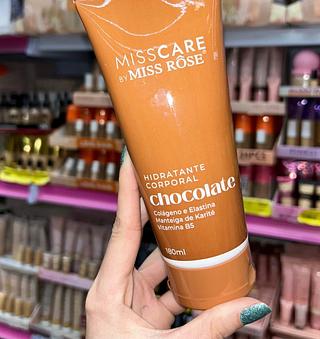 MISSCARE
BY MISS RÔSE
HIDRATANTE
CORPORAL
chocolate
Colágeno e Elastina
Manteiga de Karité
Vitamina B5
180ml